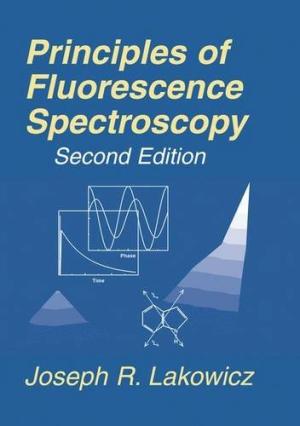 Principles of
Fluorescence
Spectroscopy
Second Edition
Phase
Time
Joseph R. Lakowicz